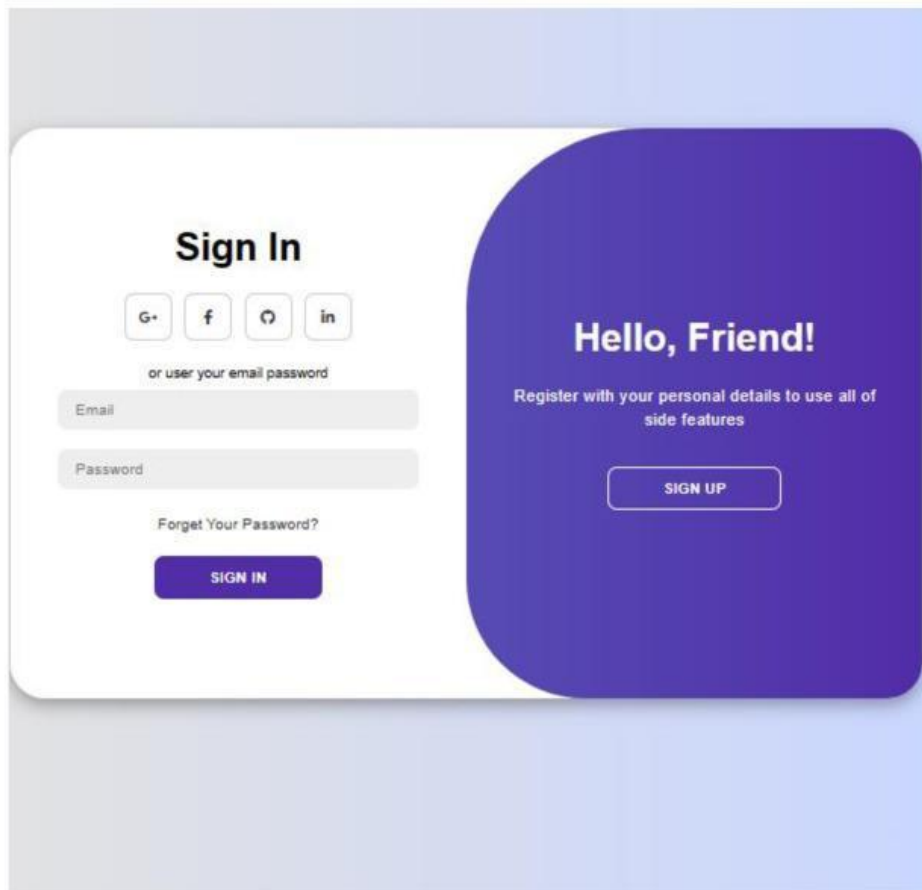 Sign In
G+ f in
or user your email password
Email
Password
Forget Your Password?
SIGN IN
Hello, Friend!
Register with your personal details to use all of
side features
SIGN UP